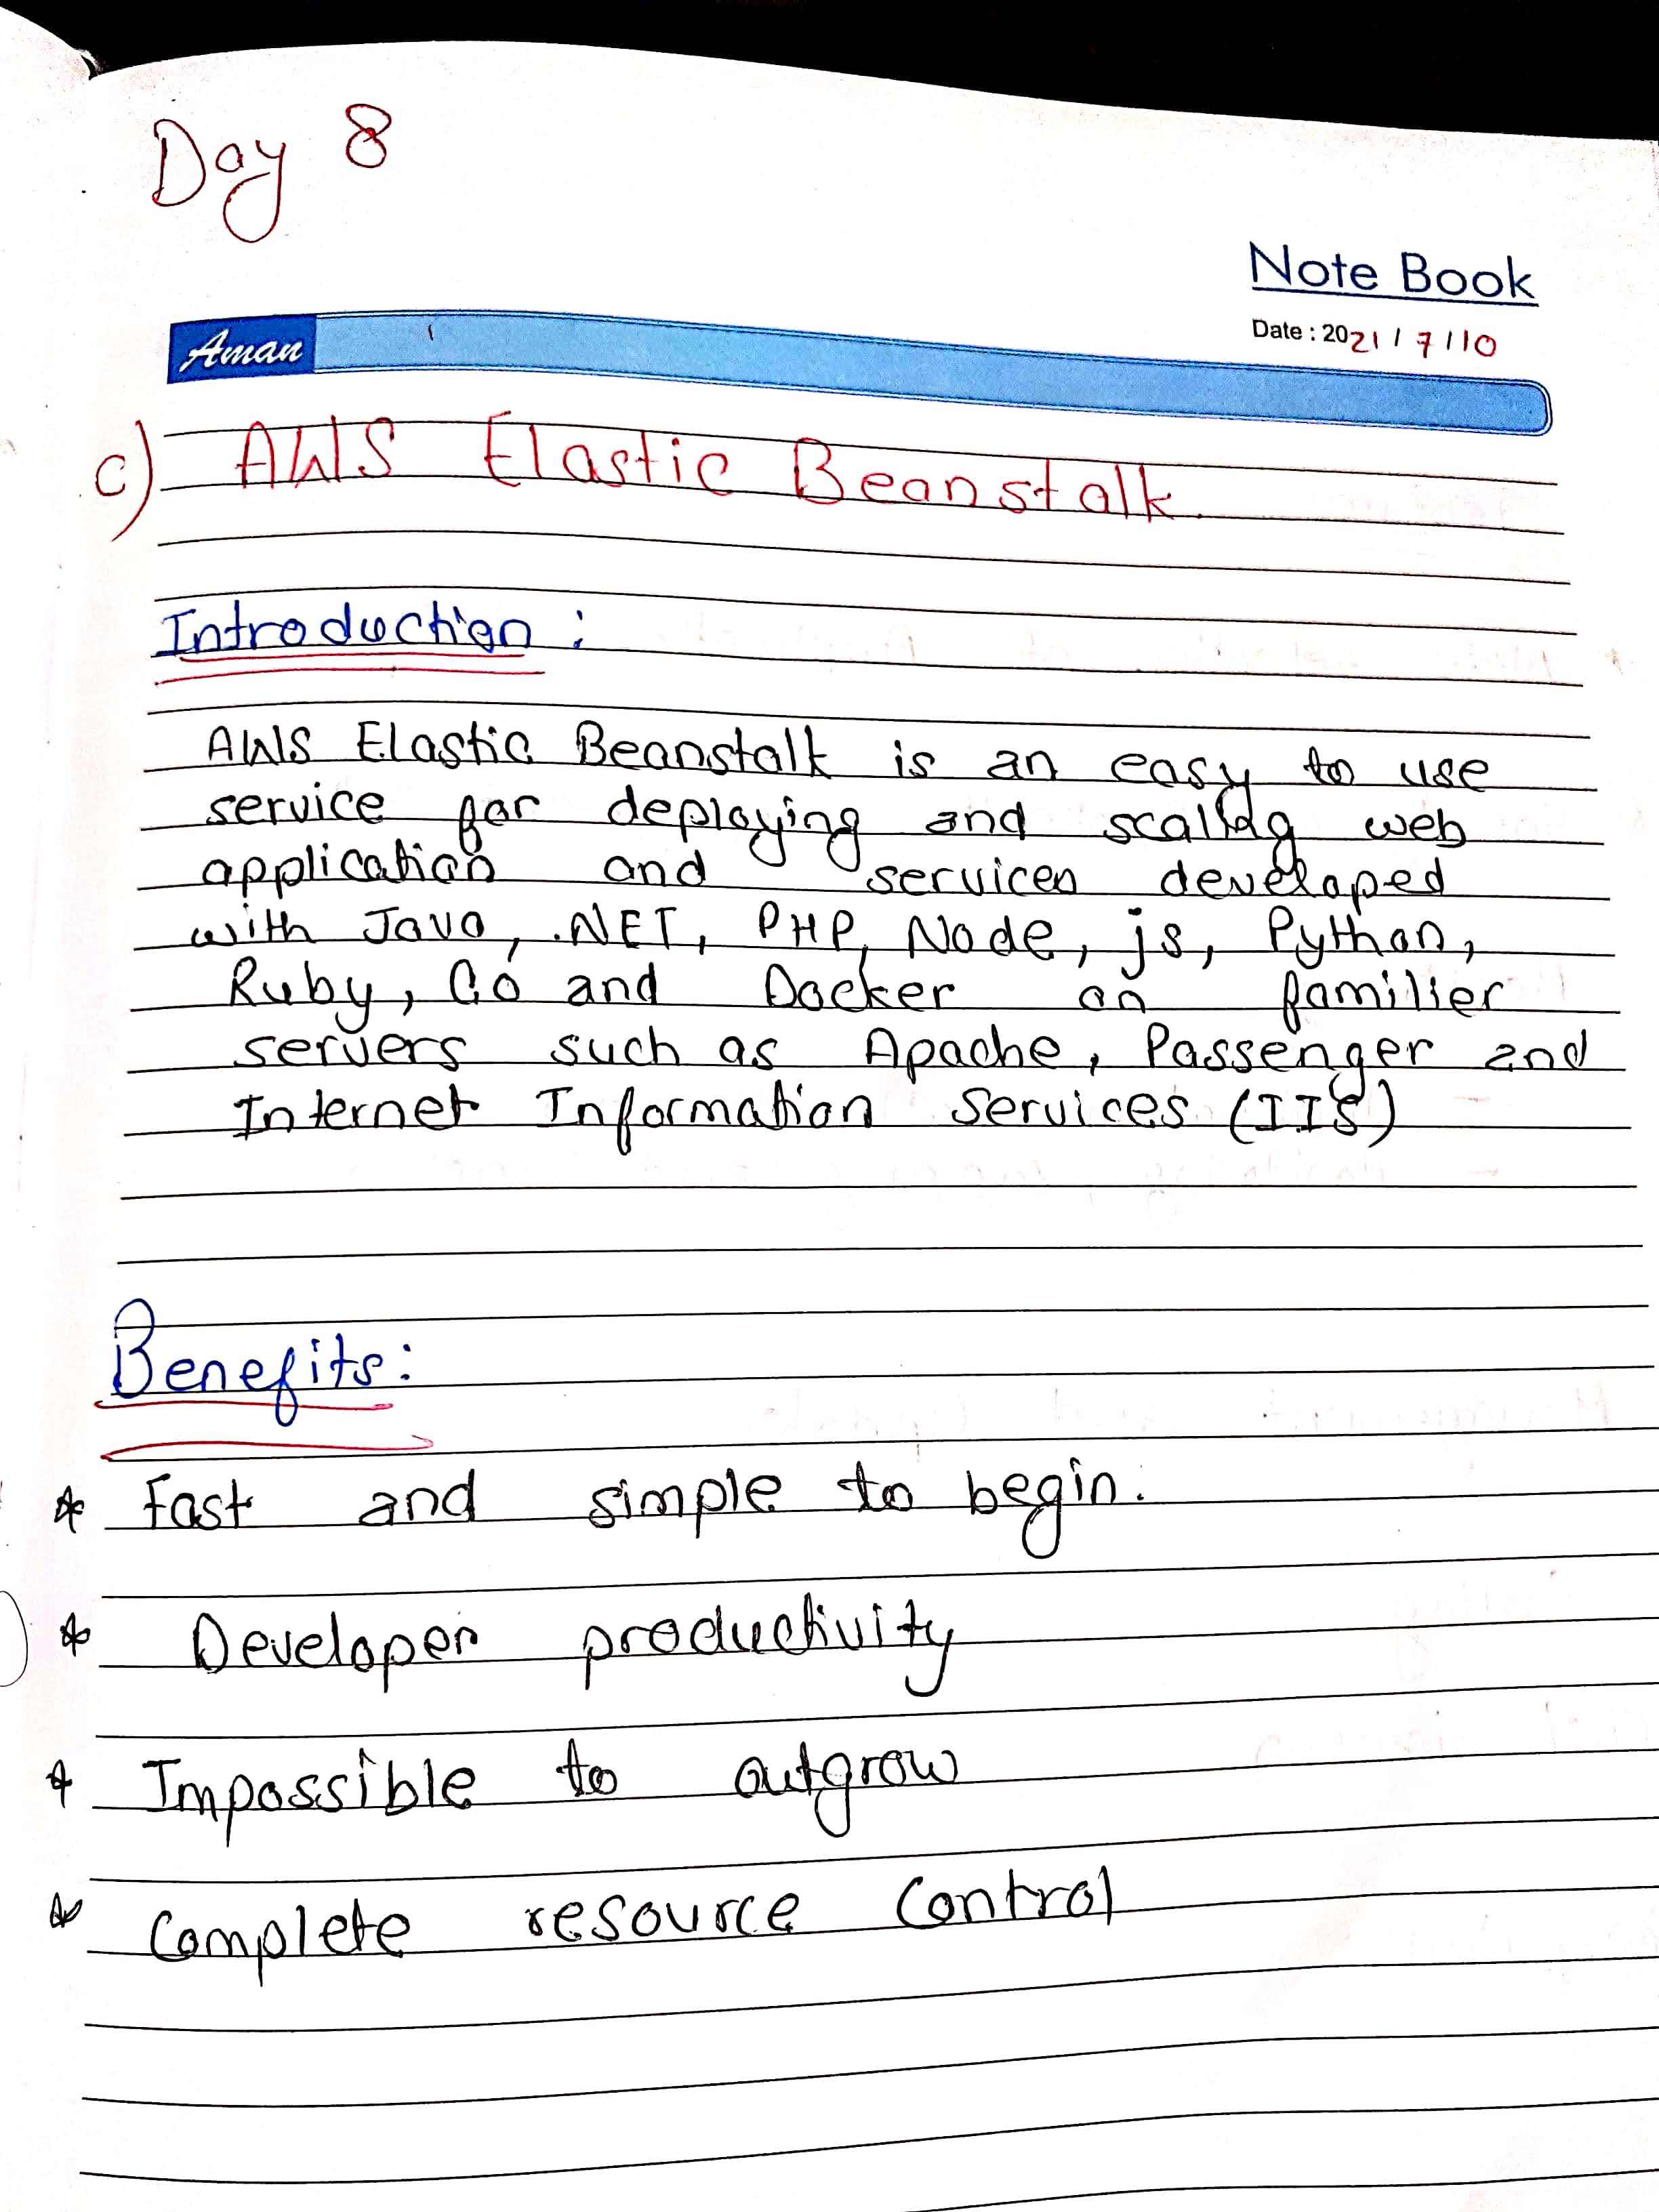 Day 8
Note Book
Date : 2021 / 7 / 10
Aman
c) AWS Elastic Beanstalk.
Introduction :
AWS Elastic Beanstalk is an easy to use
service for deploying and scaling web
application and services developed
with Java, .NET, PHP, Node, js, Python,
Ruby, Go and Docker on familier
servers such as Apache, Passenger and
Internet Information Services (IIS)
Benefits :
* Fast and simple to begin.
* Developer productivity
* Impossible to outgrow
* Complete resource control